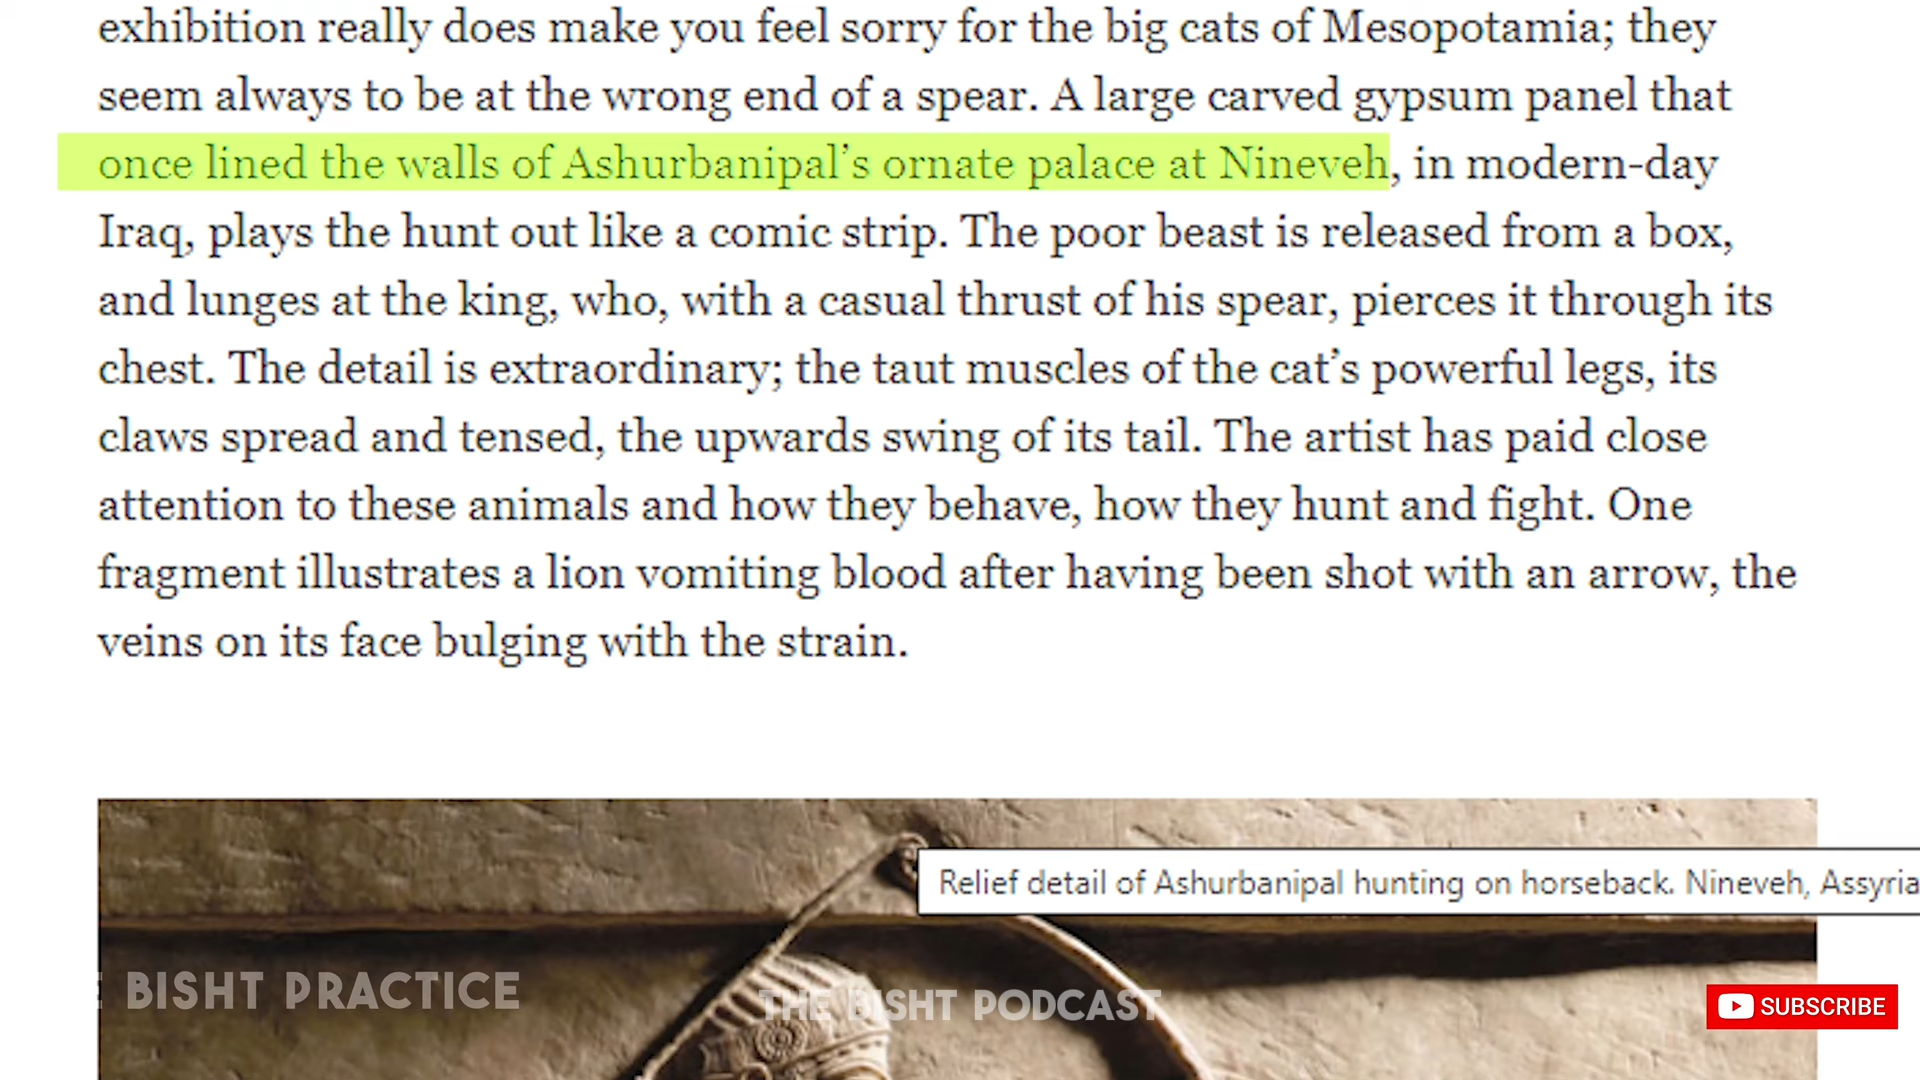 exhibition really does make you feel sorry for the big cats of Mesopotamia; they
seem always to be at the wrong end of a spear. A large carved gypsum panel that
once lined the walls of Ashurbanipal’s ornate palace at Nineveh, in modern-day
Iraq, plays the hunt out like a comic strip. The poor beast is released from a box,
and lunges at the king, who, with a casual thrust of his spear, pierces it through its
chest. The detail is extraordinary; the taut muscles of the cat’s powerful legs, its
claws spread and tensed, the upwards swing of its tail. The artist has paid close
attention to these animals and how they behave, how they hunt and fight. One
fragment illustrates a lion vomiting blood after having been shot with an arrow, the
veins on its face bulging with the strain.
Relief detail of Ashurbanipal hunting on horseback. Nineveh, Assyria
BISHT PRACTICE
THE BISHT PODCAST
SUBSCRIBE